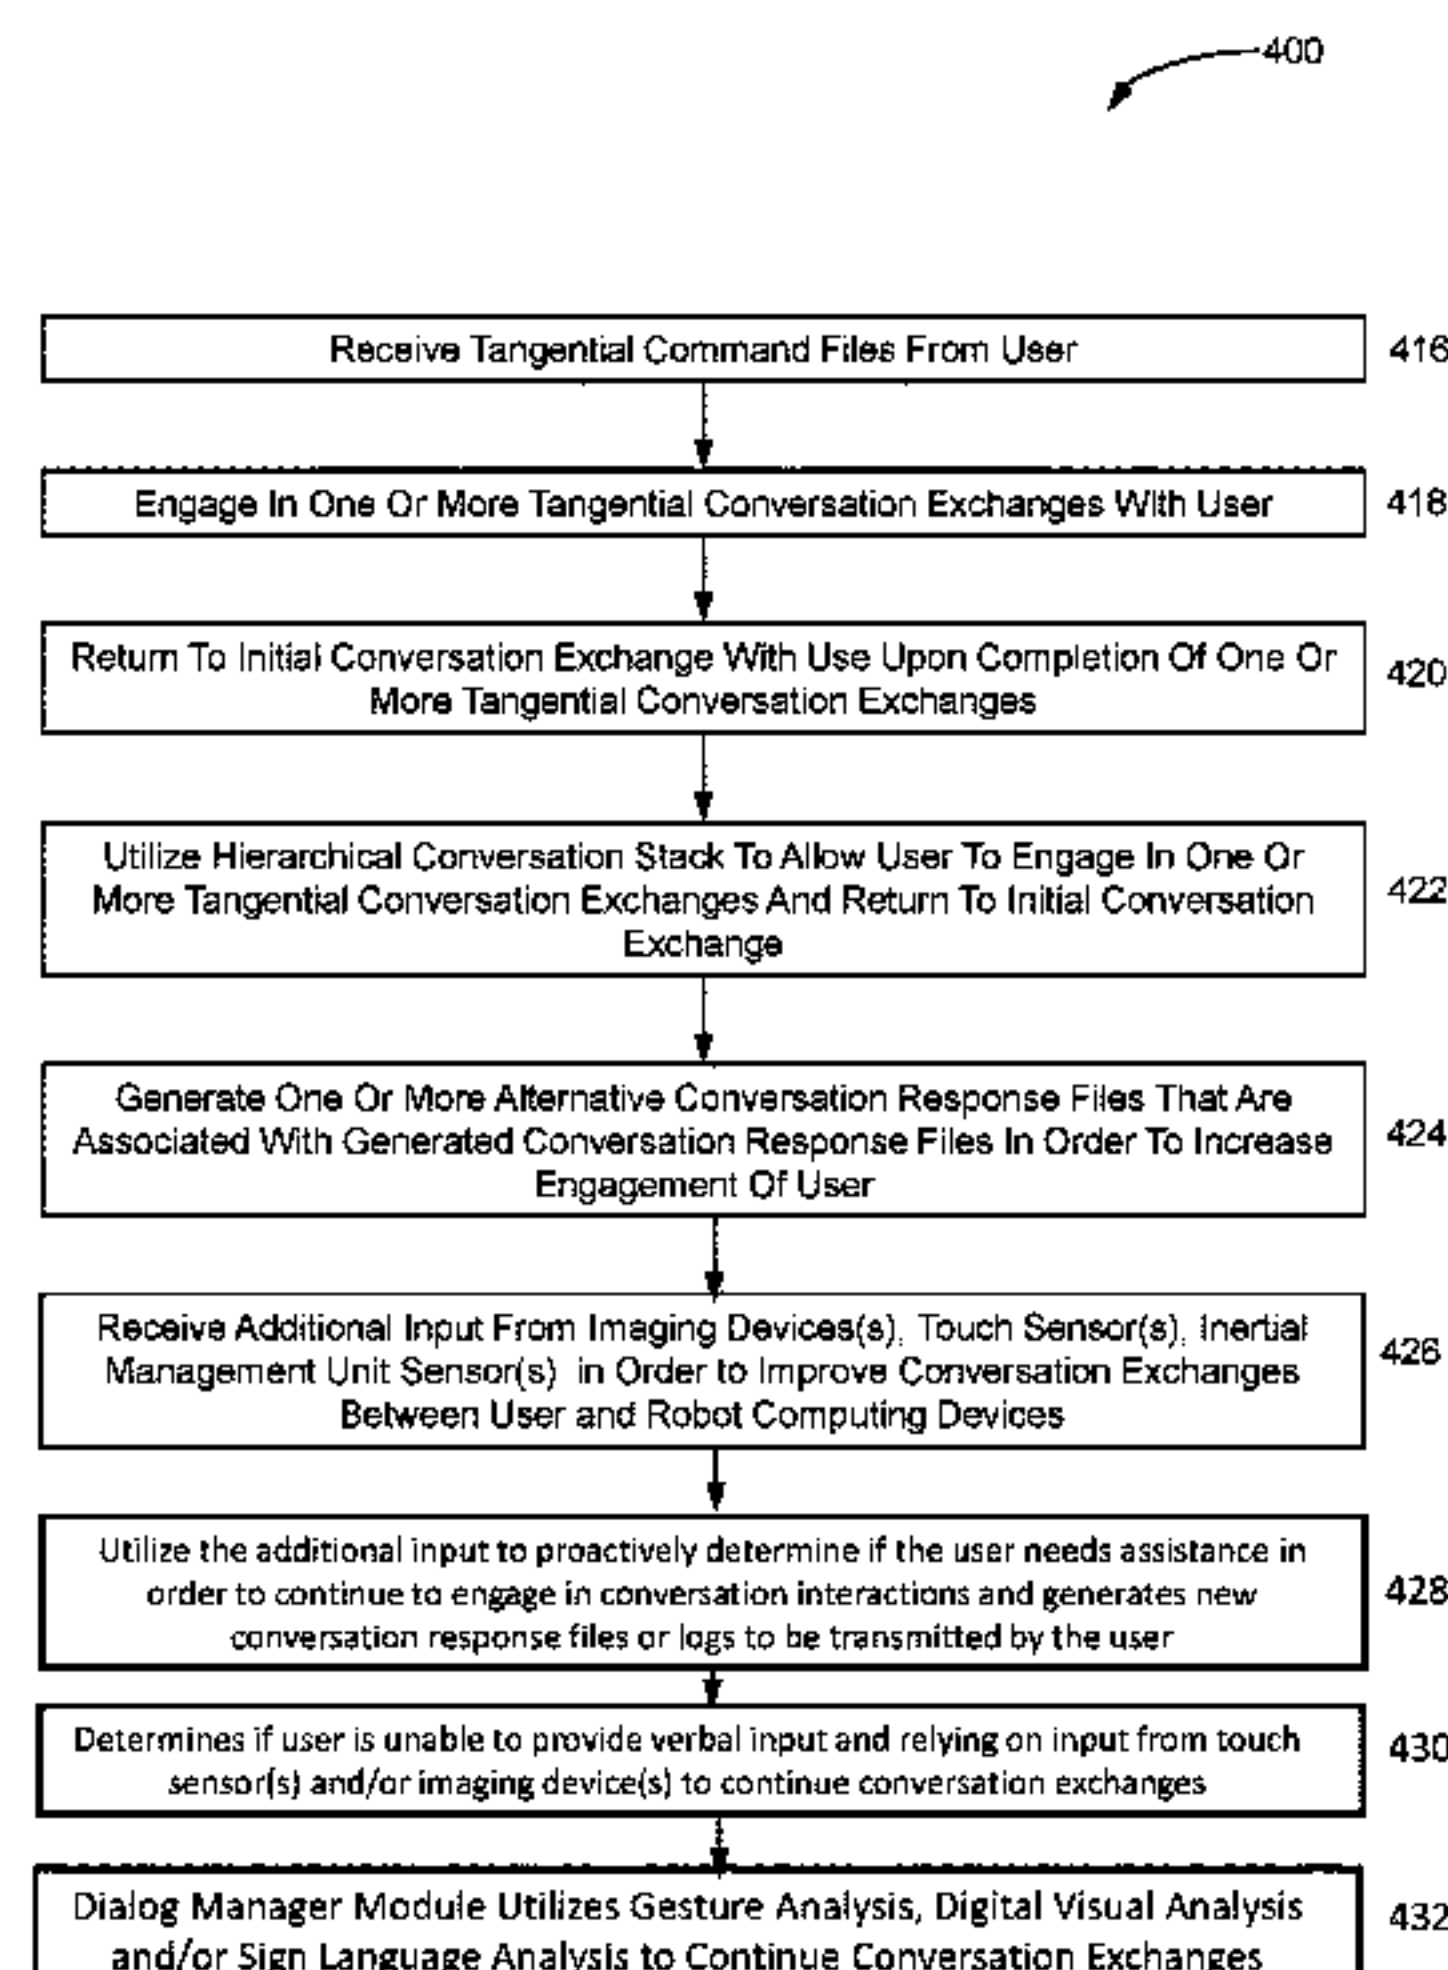 400
Receive Tangential Command Files From User
416
Engage In One Or More Tangential Conversation Exchanges With User
418
Return To Initial Conversation Exchange With Use Upon Completion Of One Or
More Tangential Conversation Exchanges
420
Utilize Hierarchical Conversation Stack To Allow User To Engage In One Or
More Tangential Conversation Exchanges And Return To Initial Conversation
Exchange
422
Generate One Or More Alternative Conversation Response Files That Are
Associated With Generated Conversation Response Files In Order To Increase
Engagement Of User
424
Receive Additional Input From Imaging Devices(s), Touch Sensor(s), Inertial
Management Unit Sensor(s) in Order to Improve Conversation Exchanges
Between User and Robot Computing Devices
426
Utilize the additional input to proactively determine if the user needs assistance in
order to continue to engage in conversation interactions and generates new
conversation response files or logs to be transmitted by the user
428
Determines if user is unable to provide verbal input and relying on input from touch
sensor(s) and/or imaging device(s) to continue conversation exchanges
430
Dialog Manager Module Utilizes Gesture Analysis, Digital Visual Analysis
and/or Sign Language Analysis to Continue Conversation Exchanges
432